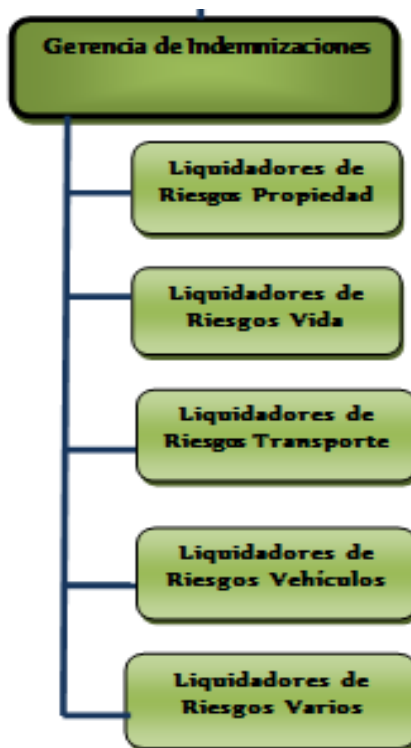 Gerencia de Indemnizaciones
Liquidadores de
Riesgos Propiedad
Liquidadores de
Riesgos Vida
Liquidadores de
Riesgos Transporte
Liquidadores de
Riesgos Vehículos
Liquidadores de
Riesgos Varios